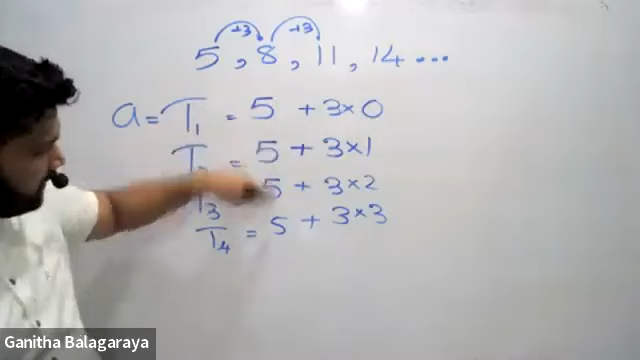 +3 +3
5, 8, 11, 14 ...
a = T₁ = 5 + 3×0
T = 5 + 3×1
T₃ 5 + 3×2
T₄ = 5 + 3×3
Ganitha Balagaraya